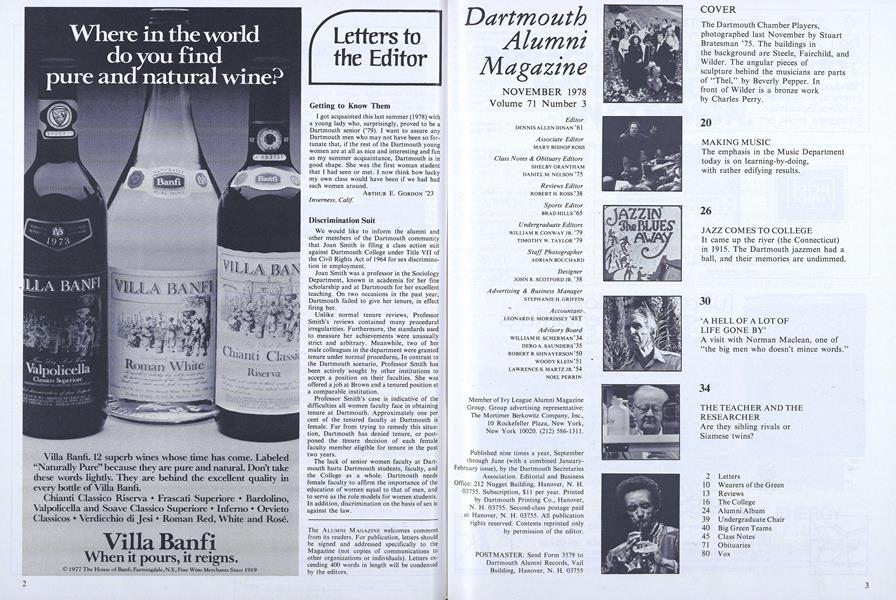 Where in the world
do you find
pure and natural wine?
Banfi
Banfi
1973
VILLA BANFI
VILLA BANFI
LLA BANFI
Valpolicella
Classico Superiore
Roman White
Chianti Classic
Riserva
Villa Banfi. 12 superb wines whose time has come. Labeled
“Naturally Pure” because they are pure and natural. Don't take
these words lightly. They are behind the excellent quality in
every bottle of Villa Banfi.
Chianti Classico Riserva • Frascati Superiore • Bardolino,
Valpolicella and Soave Classico Superiore • Inferno • Orvieto
Classicos • Verdicchio di Jesi • Roman Red, White and Rosé.
Villa Banfi
When it pours, it reigns.
© 1977 The House of Banfi, Farmingdale, N.Y., Fine Wine Merchants Since 1919
2
Letters to
the Editor
Getting to Know Them
I got acquainted this last summer (1978) with
a young lady who, surprisingly, proved to be a
Dartmouth senior ('79). I want to assure any
Dartmouth men who may not have been so for-
tunate that, if the rest of the Dartmouth young
women are at all as nice and interesting and fun
as my summer acquaintance, Dartmouth is in
good shape. She was the first woman student
that I had seen or met. I now think how lucky
my own class would have been if we had had
such women around.
ARTHUR E. GORDON '23
Inverness, Calif.
Discrimination Suit
We would like to inform the alumni and
other members of the Dartmouth community
that Joan Smith is filing a class action suit
against Dartmouth College under Title VII of
the Civil Rights Act of 1964 for sex discrimina-
tion in employment.
Joan Smith was a professor in the Sociology
Department, known in academia for her fine
scholarship and at Dartmouth for her excellent
teaching. On two occasions in the past year,
Dartmouth failed to give her tenure, in effect
firing her.
Unlike normal tenure reviews, Professor
Smith's reviews contained many procedural
irregularities. Furthermore, the standards used
to measure her achievements were unusually
strict and arbitrary. Meanwhile, two of her
male colleagues in the department were granted
tenure under normal procedures. In contrast to
the Dartmouth scenario, Professor Smith has
been actively sought by other institutions to
accept a position on their faculties. She was
offered a job at Brown and a tenured position at
a comparable institution.
Professor Smith's case is indicative of the
difficulties all women faculty face in obtaining
tenure at Dartmouth. Approximately one per
cent of the tenured faculty at Dartmouth is
female. Far from trying to remedy this situa-
tion, Dartmouth has denied tenure, or post-
poned the tenure decision of each female
faculty member eligible for tenure in the past
two years.
The lack of senior women faculty at Dart-
mouth hurts Dartmouth students, faculty, and
the College as a whole. Dartmouth needs
female faculty to affirm the importance of the
education of women equal to that of men, and
to serve as the role models for women students.
In addition, discrimination on the basis of sex is
against the law.
The ALUMNI MAGAZINE welcomes comment
from its readers. For publication, letters should
be signed and addressed specifically to the
Magazine (not copies of communications to
other organizations or individuals). Letters ex-
ceeding 400 words in length will be condensed
by the editors.
Dartmouth
Alumni
Magazine
NOVEMBER 1978
Volume 71 Number 3
Editor
DENNIS ALLEN DINAN '61
Associate Editor
MARY BISHOP ROSS
Class Notes & Obituary Editors
SHELBY GRANTHAM
DANIEL M. NELSON '75
Reviews Editor
ROBERT H. ROSS '38
Sports Editor
BRAD HILLS '65
Undergraduate Editors
WILLIAM B. CONWAY JR. '79
TIMOTHY W. TAYLOR '79
Staff Photographer
ADRIAN BOUCHARD
Designer
JOHN R. SCOTFORD JR. '38
Advertising & Business Manager
STEPHANIE H. GRIFFIN
Accountant
LEONARD E. MORRISSEY '48T
Advisory Board
WILLIAM H. SCHERMAN '34
DERO A. SAUNDERS '35
ROBERT B. SHNAYERSON '50
WOODY KLEIN '51
LAWRENCE S. MARTZ JR. '54
NOEL PERRIN
Member of Ivy League Alumni Magazine
Group. Group advertising representative:
The Mortimer Berkowitz Company, Inc.,
10 Rockefeller Plaza, New York,
New York 10020. (212) 586-1311.
Published nine times a year, September
through June (with a combined January-
February issue), by the Dartmouth Secretaries
Association. Editorial and Business
Office: 212 Nugget Building, Hanover, N. H.
03755. Subscription, $11 per year. Printed
by Dartmouth Printing Co., Hanover,
N. H. 03755. Second-class postage paid
at Hanover, N. H. 03755. All publication
rights reserved. Contents reprinted only
by permission of the editor.
POSTMASTER: Send Form 3579 to
Dartmouth Alumni Records, Vail
Building, Hanover, N. H. 03755
JAZZIN'
The BLUES
AWAY
COVER
The Dartmouth Chamber Players,
photographed last November by Stuart
Bratesman '75. The buildings in
the background are Steele, Fairchild, and
Wilder. The angular pieces of
sculpture behind the musicians are parts
of “Thel,” by Beverly Pepper. In
front of Wilder is a bronze work
by Charles Perry.
20
MAKING MUSIC
The emphasis in the Music Department
today is on learning-by-doing,
with rather edifying results.
26
JAZZ COMES TO COLLEGE
It came up the river (the Connecticut)
in 1915. The Dartmouth jazzmen had a
ball, and their memories are undimmed.
30
'A HELL OF A LOT OF
LIFE GONE BY'
A visit with Norman Maclean, one of
“the big men who doesn't mince words.”
34
THE TEACHER AND THE
RESEARCHER
Are they sibling rivals or
Siamese twins?
2 Letters
10 Wearers of the Green
13 Reviews
16 The College
24 Alumni Album
39 Undergraduate Chair
40 Big Green Teams
45 Class Notes
71 Obituaries
80 Vox
3